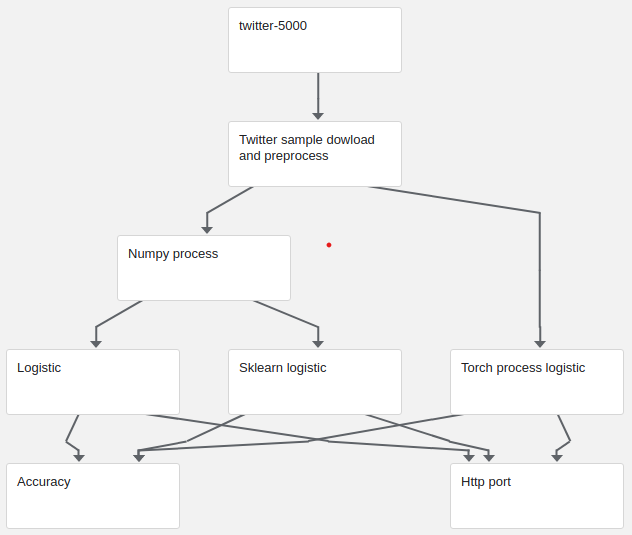 twitter-5000
Twitter sample dowload
and preprocess
Numpy process
Logistic
Sklearn logistic
Torch process logistic
Accuracy
Http port